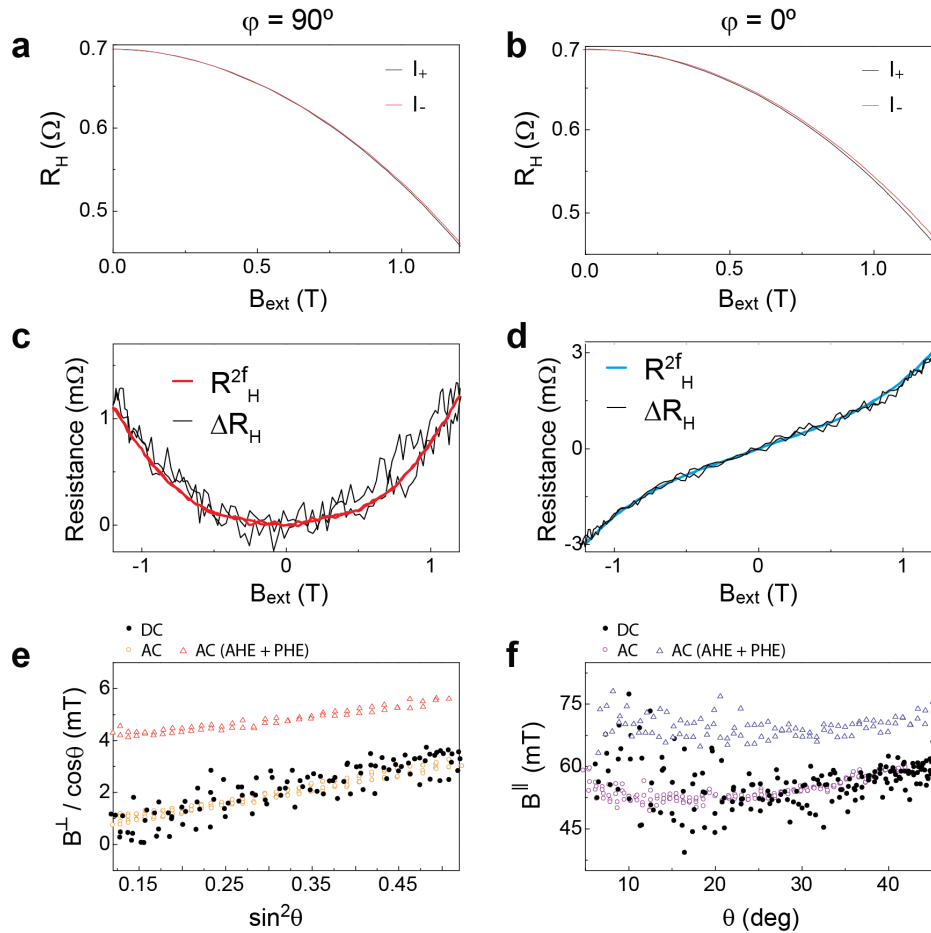 φ = 90º
φ = 0º
a
0.7
0.6
0.5
R_H (Ω)
I₊
I₋
0.0
0.5
1.0
B_ext (T)
b
0.7
0.6
0.5
R_H (Ω)
I₊
I₋
0.0
0.5
1.0
B_ext (T)
c
1
0
Resistance (mΩ)
R^2f_H
ΔR_H
-1
0
1
B_ext (T)
d
3
0
-3
Resistance (mΩ)
R^2f_H
ΔR_H
-1
0
1
B_ext (T)
DC
AC
AC (AHE + PHE)
e
6
4
2
0
B^⊥ / cosθ (mT)
0.15
0.25
0.35
0.45
sin²θ
DC
AC
AC (AHE + PHE)
f
75
60
45
B^∥ (mT)
10
20
30
40
θ (deg)